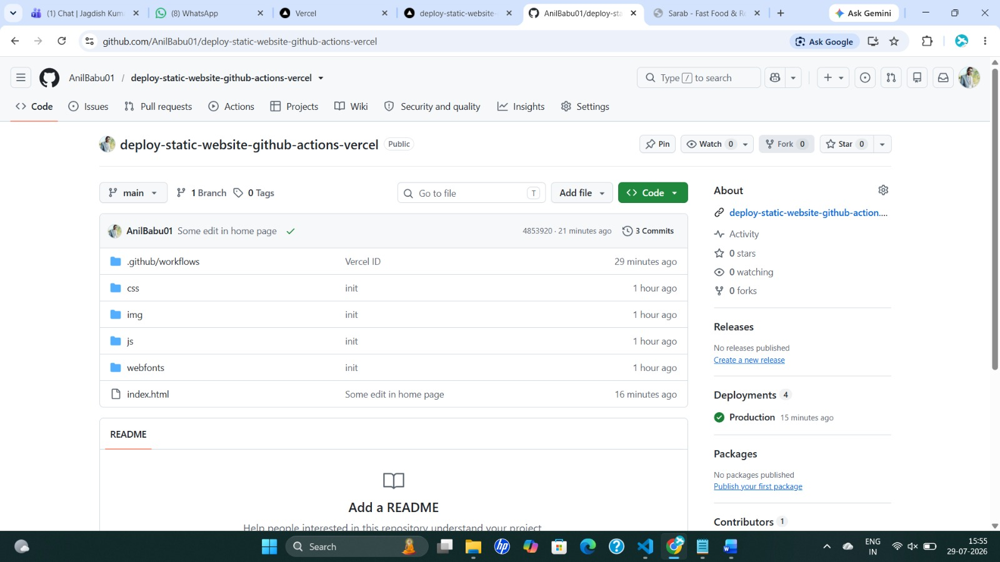 (1) Chat | Jagdish Kuma
(8) WhatsApp
Vercel
deploy-static-website-
AnilBabu01/deploy-sta
Sarab - Fast Food & Re
Ask Gemini
github.com/AnilBabu01/deploy-static-website-github-actions-vercel
Ask Google
AnilBabu01 / deploy-static-website-github-actions-vercel
Type / to search
Code
Issues
Pull requests
Actions
Projects
Wiki
Security and quality
Insights
Settings
deploy-static-website-github-actions-vercel
Public
Pin
Watch 0
Fork 0
Star 0
main
1 Branch
0 Tags
Go to file
T
Add file
Code
AnilBabu01 Some edit in home page
4853920 · 21 minutes ago
3 Commits
.github/workflows Vercel ID 29 minutes ago
css init 1 hour ago
img init 1 hour ago
js init 1 hour ago
webfonts init 1 hour ago
index.html Some edit in home page 16 minutes ago
README
Add a README
Help people interested in this repository understand your project
About
deploy-static-website-github-action....
Activity
0 stars
0 watching
0 forks
Releases
No releases published
Create a new release
Deployments 4
Production 15 minutes ago
Packages
No packages published
Publish your first package
Contributors 1
Search
hp
ENG
IN
15:55
29-07-2026